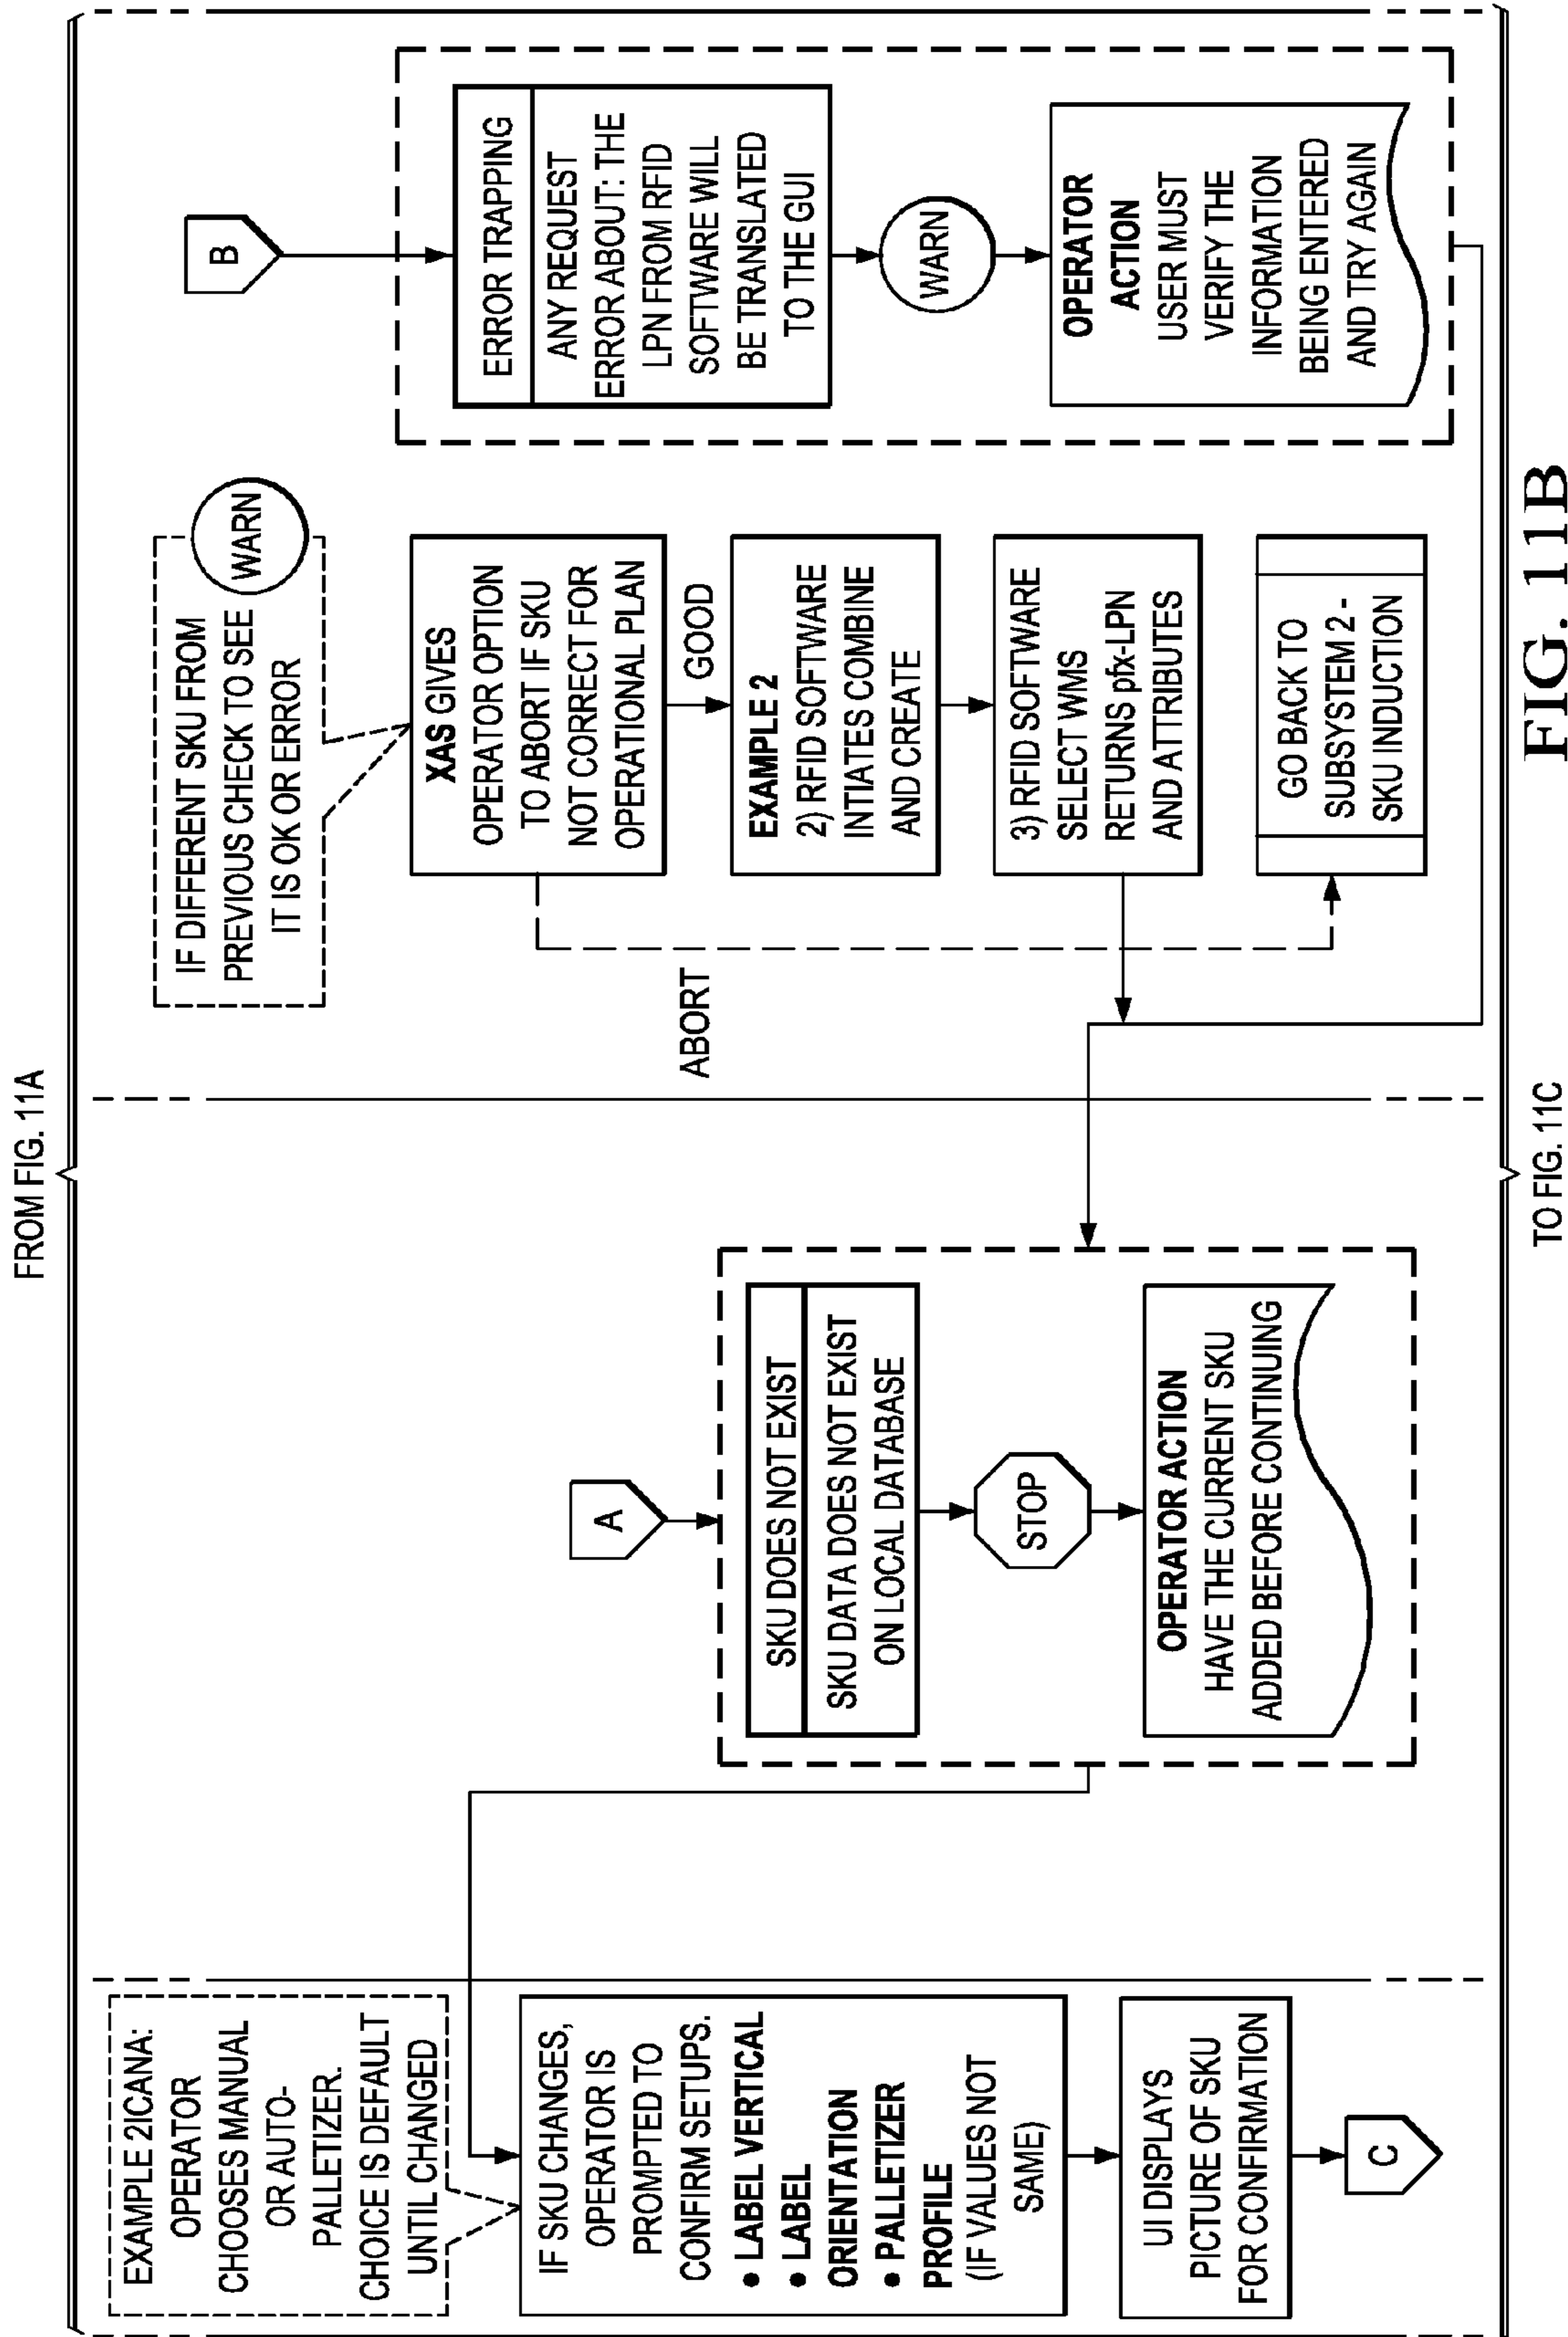 FROM FIG. 11A
EXAMPLE 2ICANA:
OPERATOR
CHOOSES MANUAL
OR AUTO-
PALLETIZER.
CHOICE IS DEFAULT
UNTIL CHANGED
IF SKU CHANGES,
OPERATOR IS
PROMPTED TO
CONFIRM SETUPS.
• LABEL VERTICAL
• LABEL
ORIENTATION
• PALLETIZER
PROFILE
(IF VALUES NOT
SAME)
UI DISPLAYS
PICTURE OF SKU
FOR CONFIRMATION
C
A
SKU DOES NOT EXIST
SKU DATA DOES NOT EXIST
ON LOCAL DATABASE
STOP
OPERATOR ACTION
HAVE THE CURRENT SKU
ADDED BEFORE CONTINUING
IF DIFFERENT SKU FROM
PREVIOUS CHECK TO SEE
IT IS OK OR ERROR
WARN
XAS GIVES
OPERATOR OPTION
TO ABORT IF SKU
NOT CORRECT FOR
OPERATIONAL PLAN
ABORT
GOOD
EXAMPLE 2
2) RFID SOFTWARE
INTIATES COMBINE
AND CREATE
3) RFID SOFTWARE
SELECT WMS
RETURNS pfx-LPN
AND ATTRIBUTES
GO BACK TO
SUBSYSTEM 2 -
SKU INDUCTION
B
ERROR TRAPPING
ANY REQUEST
ERROR ABOUT: THE
LPN FROM RFID
SOFTWARE WILL
BE TRANSLATED
TO THE GUI
WARN
OPERATOR
ACTION
USER MUST
VERIFY THE
INFORMATION
BEING ENTERED
AND TRY AGAIN
TO FIG. 11C
FIG. 11B